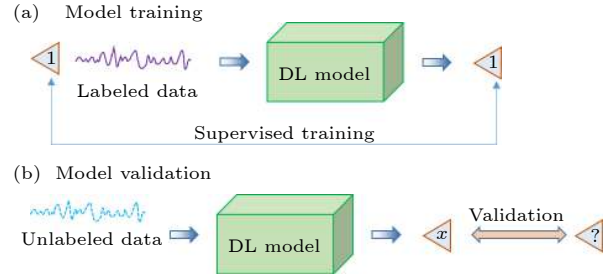 (a) Model training
1
DL model
1
Labeled data
Supervised training
(b) Model validation
Unlabeled data
DL model
x
Validation
?